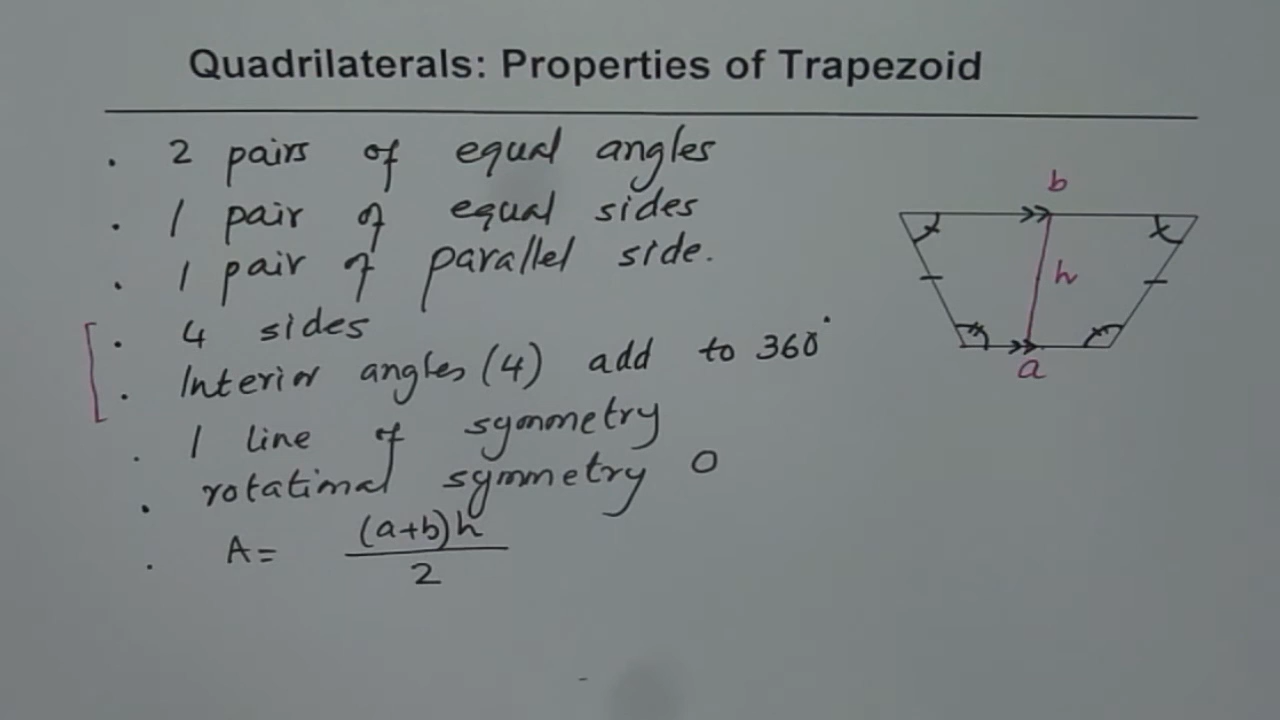 Quadrilaterals: Properties of Trapezoid
. 2 pairs of equal angles
. 1 pair of equal sides
. 1 pair of parallel side.
. 4 sides
. Interior angles (4) add to 360°
. 1 line of symmetry
. rotational symmetry 0
. A = (a+b)h / 2
b
h
a